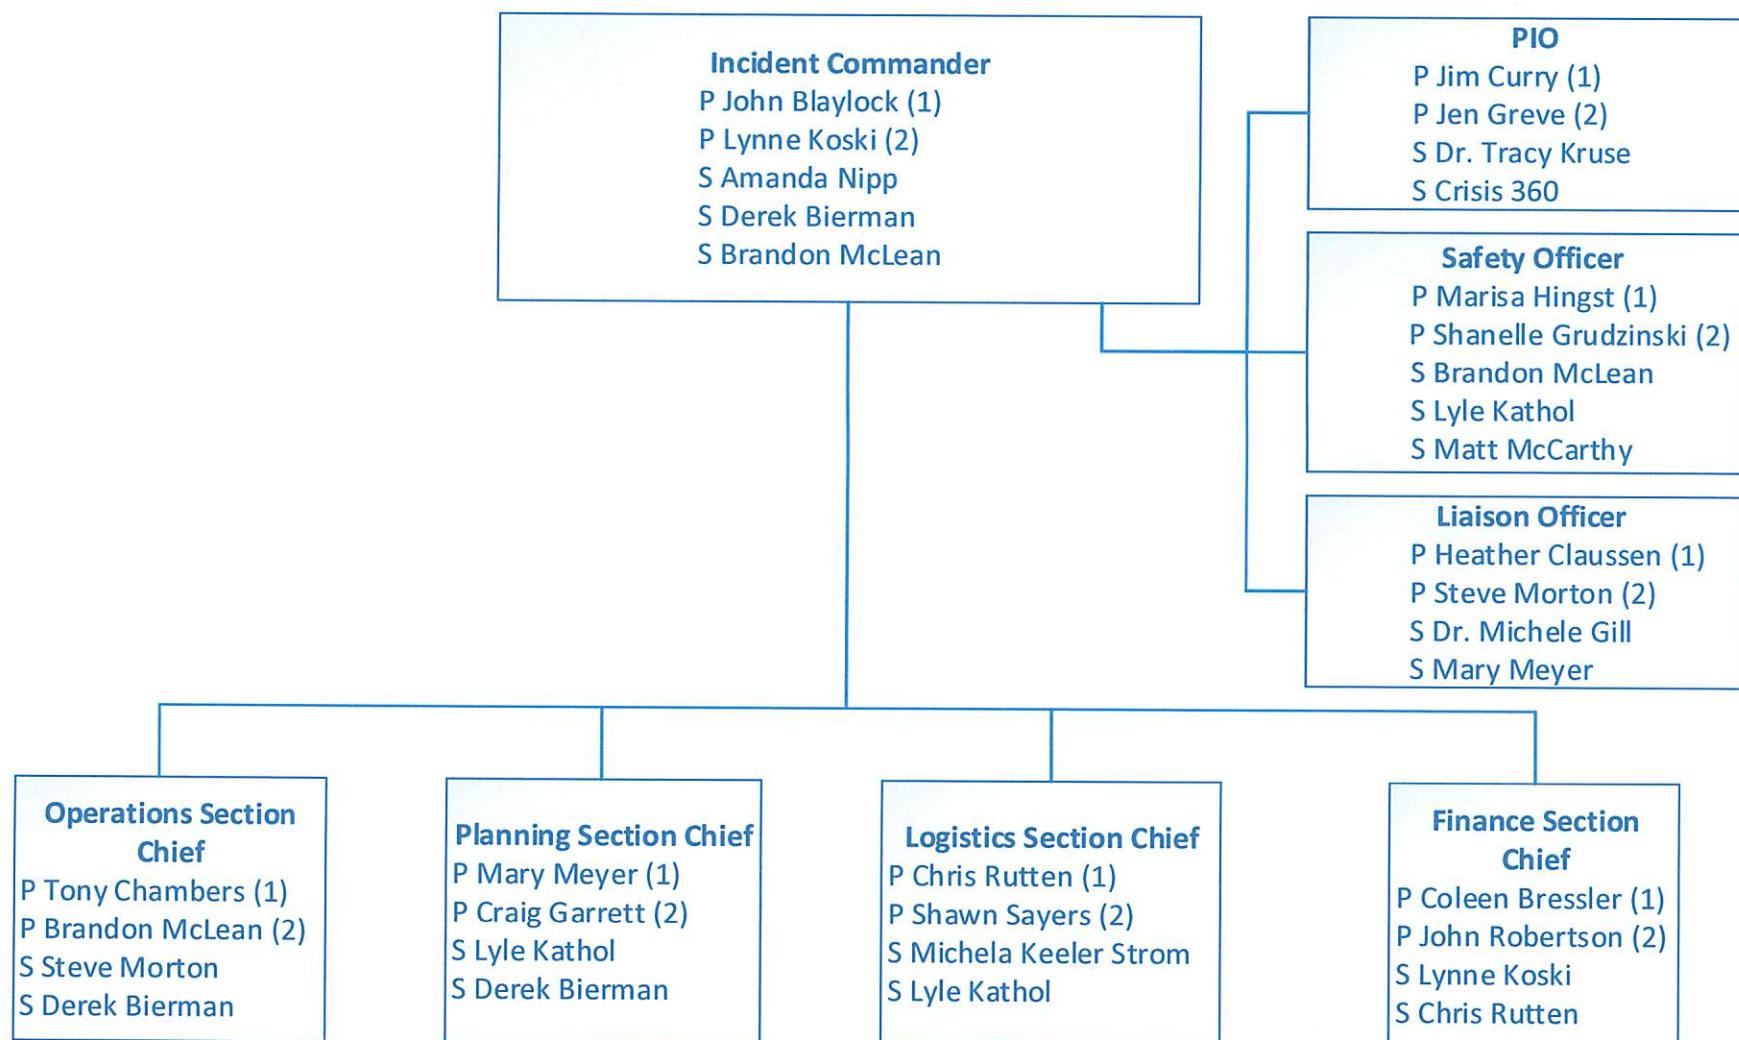 Incident Commander
P John Blaylock (1)
P Lynne Koski (2)
S Amanda Nipp
S Derek Bierman
S Brandon McLean
PIO
P Jim Curry (1)
P Jen Greve (2)
S Dr. Tracy Kruse
S Crisis 360
Safety Officer
P Marisa Hingst (1)
P Shanelle Grudzinski (2)
S Brandon McLean
S Lyle Kathol
S Matt McCarthy
Liaison Officer
P Heather Claussen (1)
P Steve Morton (2)
S Dr. Michele Gill
S Mary Meyer
Operations Section
Chief
P Tony Chambers (1)
P Brandon McLean (2)
S Steve Morton
S Derek Bierman
Planning Section Chief
P Mary Meyer (1)
P Craig Garrett (2)
S Lyle Kathol
S Derek Bierman
Logistics Section Chief
P Chris Rutten (1)
P Shawn Sayers (2)
S Michela Keeler Strom
S Lyle Kathol
Finance Section
Chief
P Coleen Bressler (1)
P John Robertson (2)
S Lynne Koski
S Chris Rutten